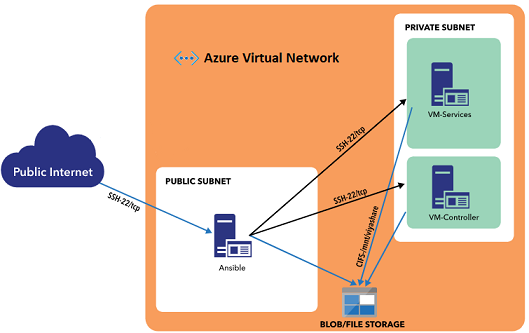 PRIVATE SUBNET
Azure Virtual Network
VM-Services
SSH-22/tcp
Public Internet
PUBLIC SUBNET
SSH-22/tcp
SSH-22/tcp
VM-Controller
CIFS-/mnt/viyashare
Ansible
BLOB/FILE STORAGE